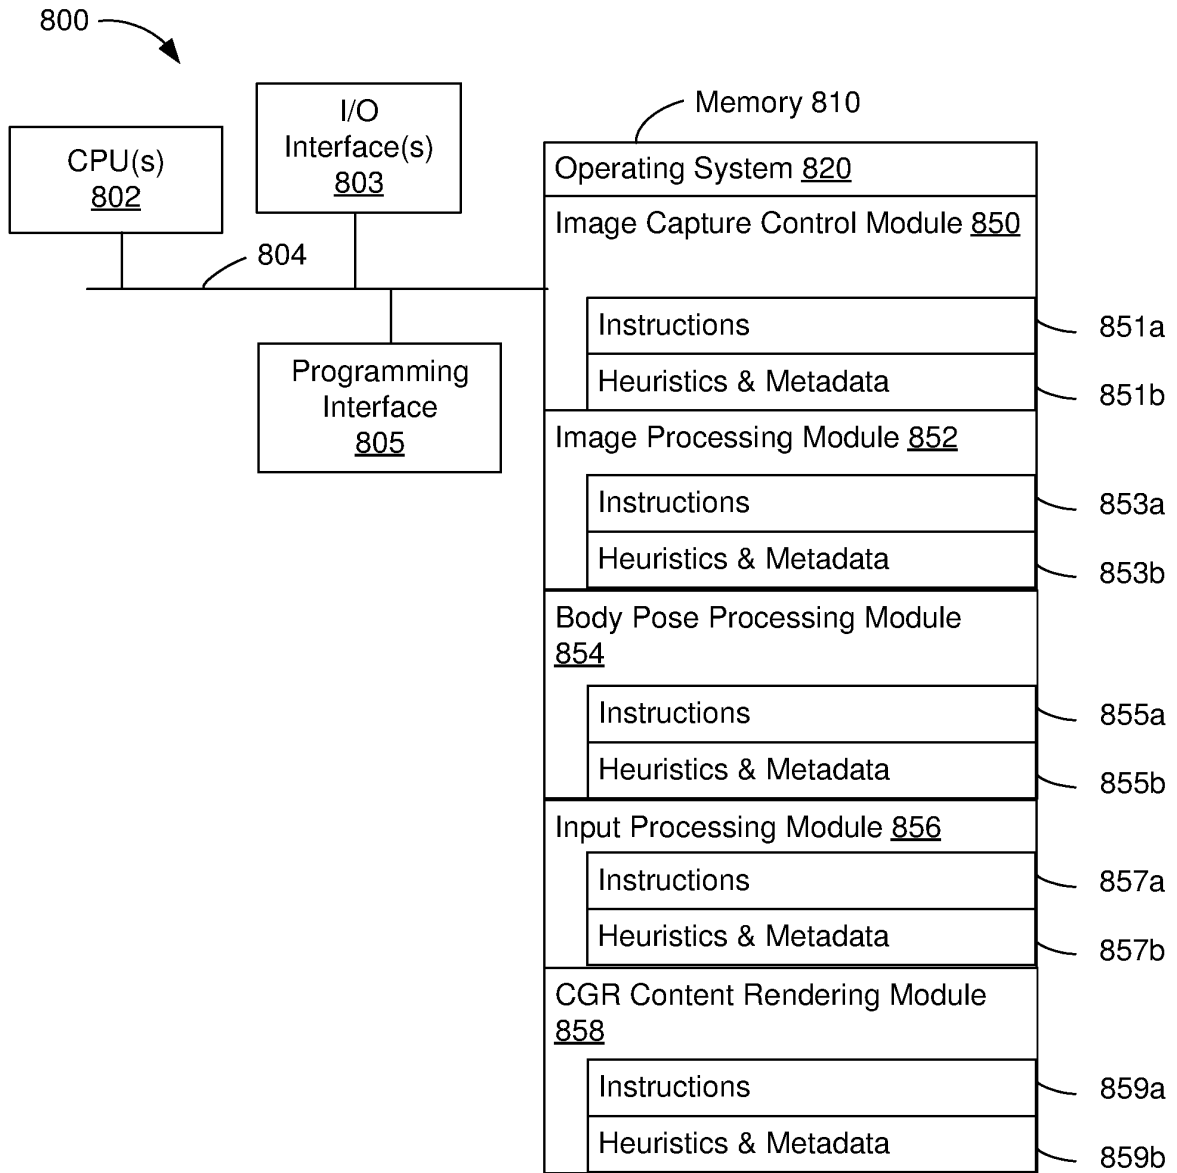 800
CPU(s)
802
I/O
Interface(s)
803
804
Programming
Interface
805
Memory 810
Operating System 820
Image Capture Control Module 850
Instructions
851a
Heuristics & Metadata
851b
Image Processing Module 852
Instructions
853a
Heuristics & Metadata
853b
Body Pose Processing Module
854
Instructions
855a
Heuristics & Metadata
855b
Input Processing Module 856
Instructions
857a
Heuristics & Metadata
857b
CGR Content Rendering Module
858
Instructions
859a
Heuristics & Metadata
859b